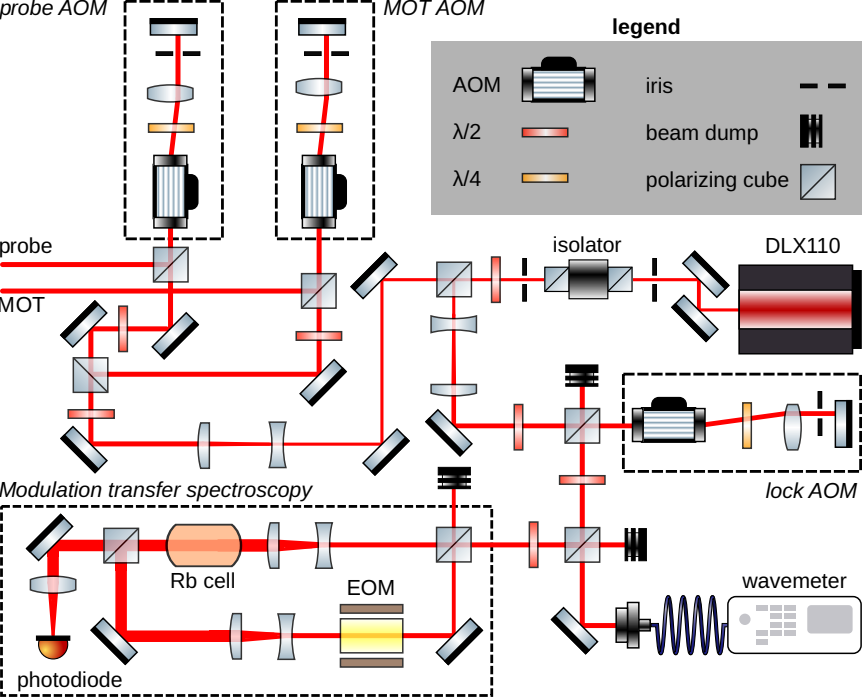 probe AOM
MOT AOM
legend
AOM
iris
λ/2
beam dump
λ/4
polarizing cube
probe
isolator
DLX110
MOT
Modulation transfer spectroscopy
lock AOM
Rb cell
EOM
wavemeter
photodiode